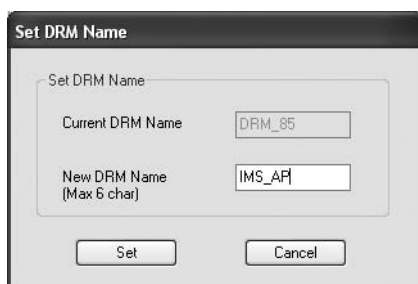 Set DRM Name
Set DRM Name
Current DRM Name DRM_85
New DRM Name IMS_AP
(Max 6 char)
Set Cancel